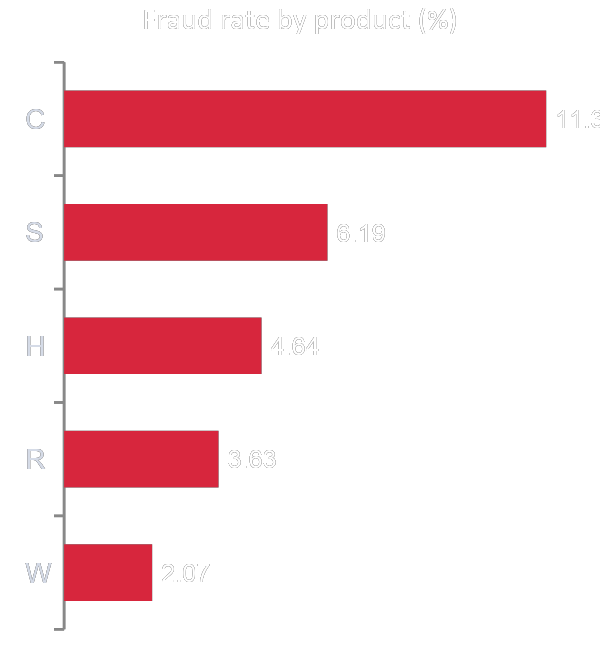 Fraud rate by product (%)
C 11.3
S 6.19
H 4.64
R 3.63
W 2.07